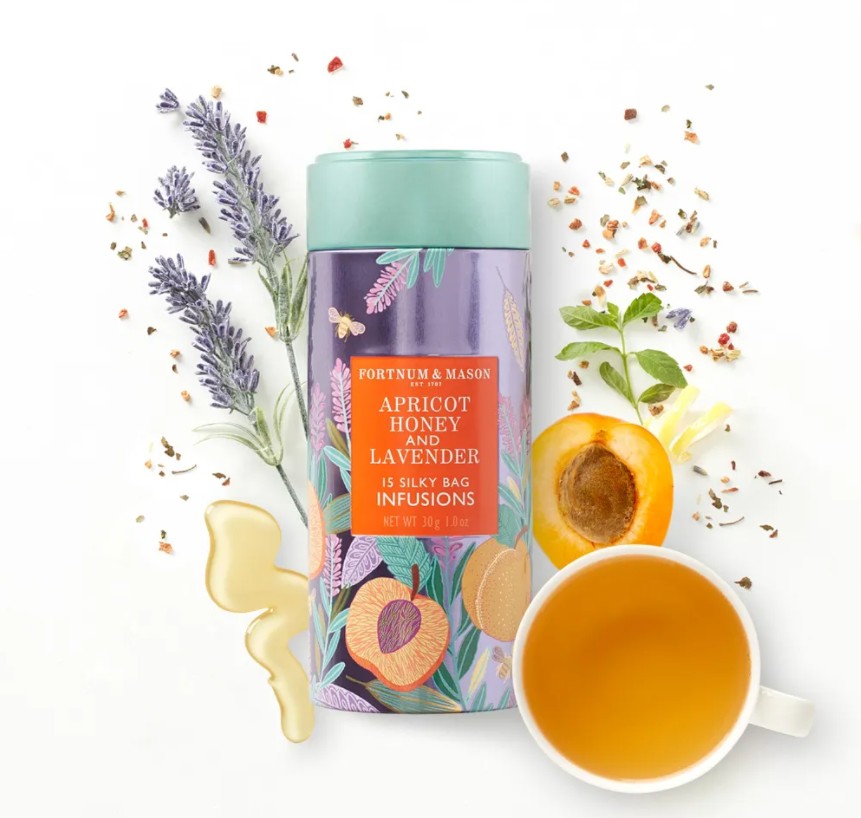 FORTNUM & MASON
EST 1707
APRICOT
HONEY
AND
LAVENDER
15 SILKY BAG
INFUSIONS
NET WT 30g 1.0oz